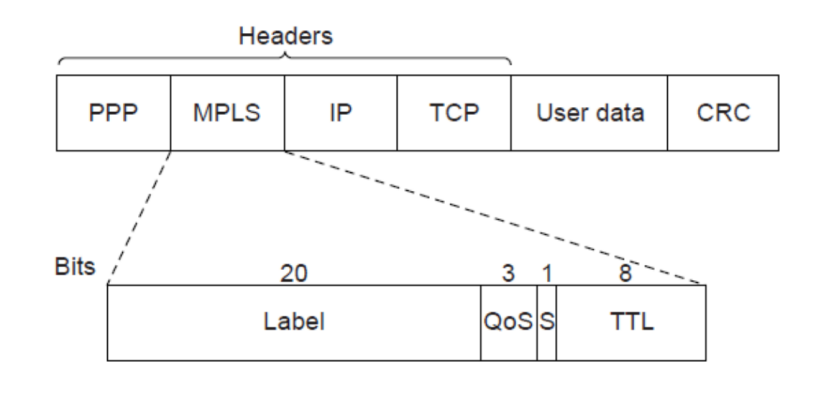 Headers
PPP MPLS IP TCP User data CRC
Bits 20 3 1 8
Label QoS S TTL